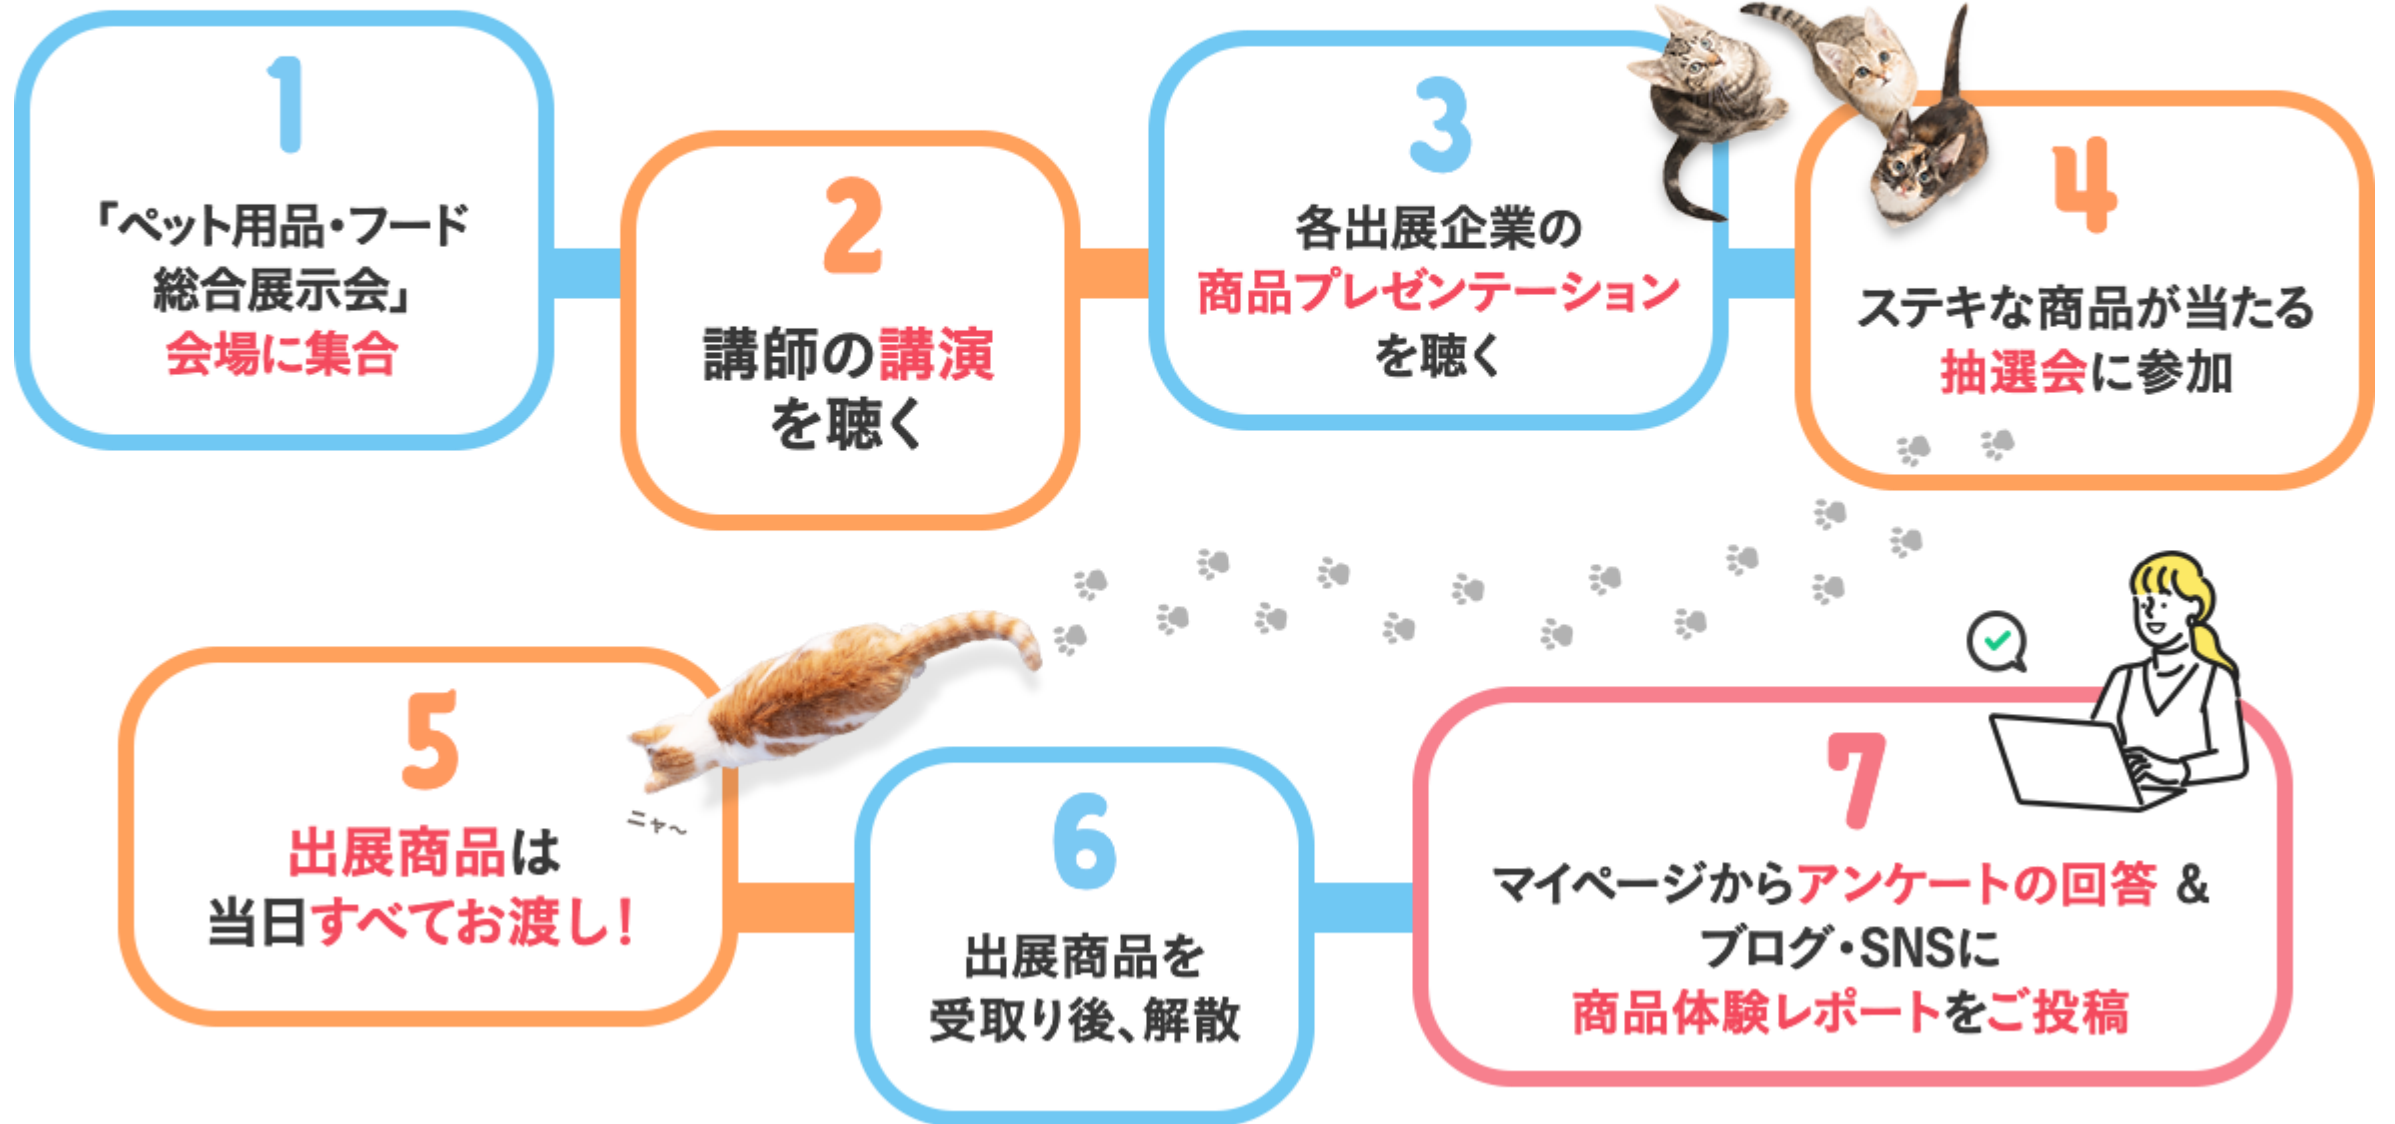 1
「ペット用品・フード
総合展示会」
会場に集合
2
講師の講演
を聴く
3
各出展企業の
商品プレゼンテーション
を聴く
4
ステキな商品が当たる
抽選会に参加
5
出展商品は
当日すべてお渡し!
ニャ〜
6
出展商品を
受取り後、解散
7
マイページからアンケートの回答 &
ブログ・SNSに
商品体験レポートをご投稿